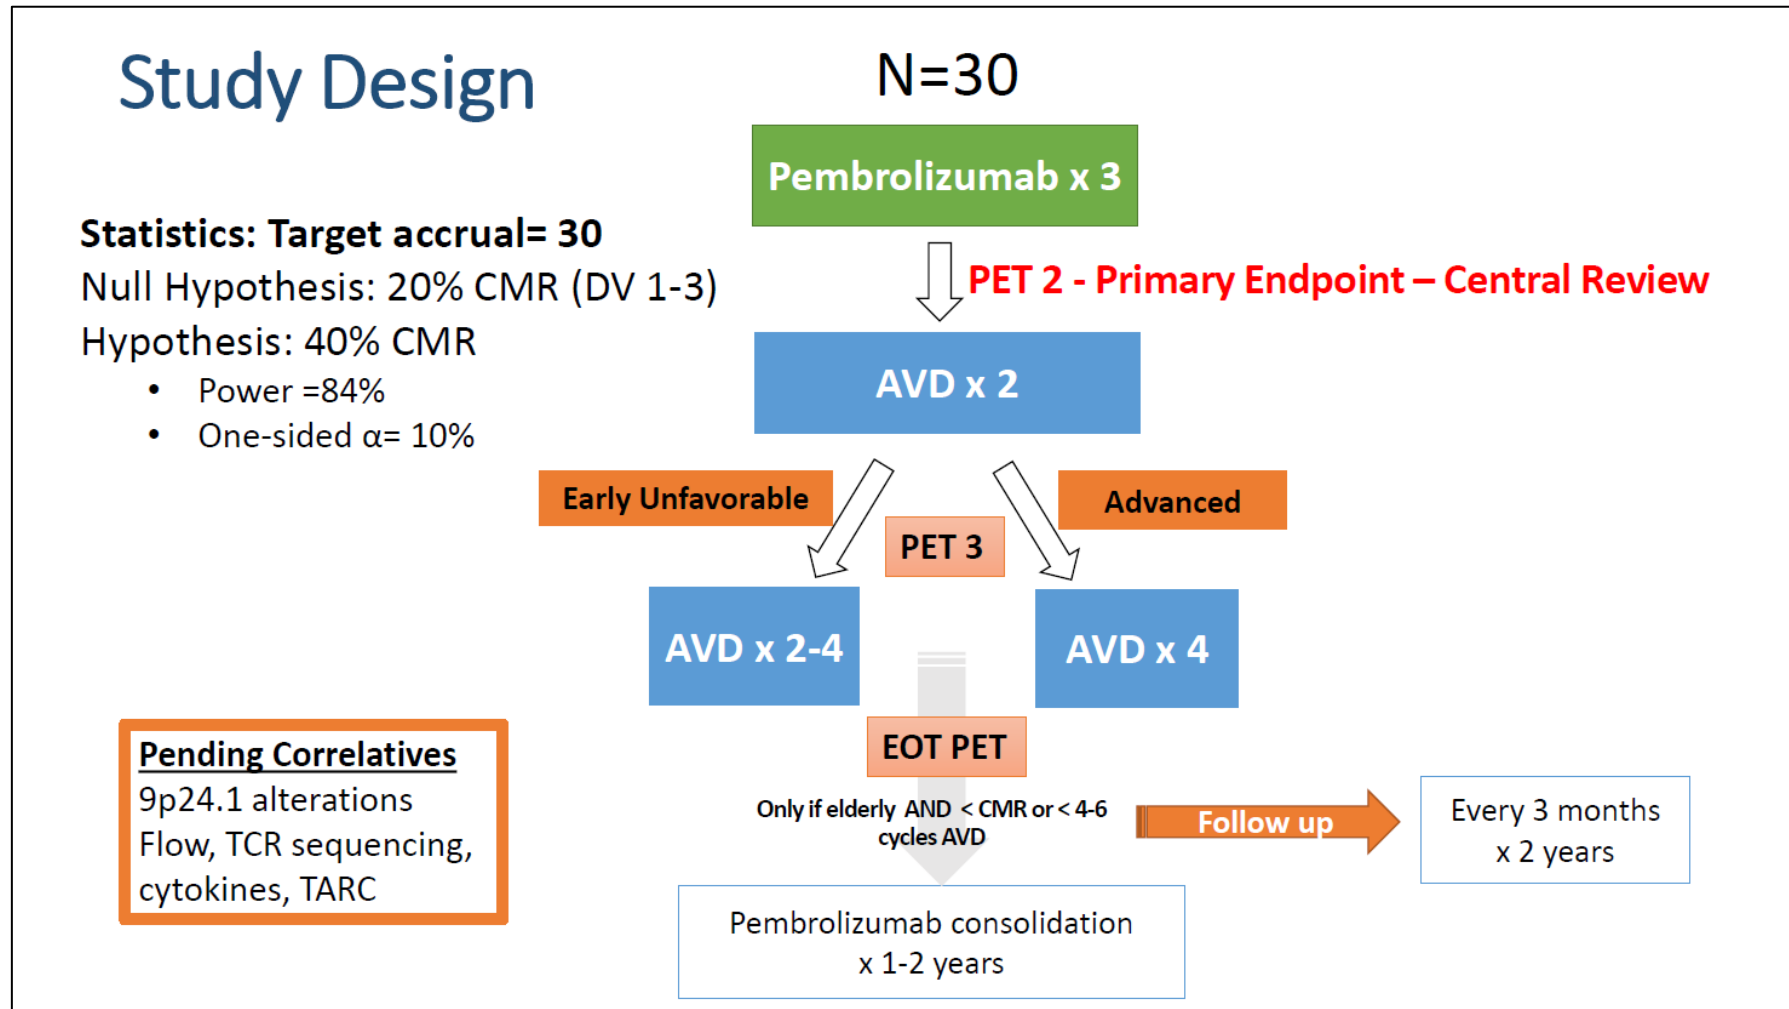 Study Design
N=30
Pembrolizumab x 3
Statistics: Target accrual= 30
Null Hypothesis: 20% CMR (DV 1-3)
Hypothesis: 40% CMR
• Power =84%
• One-sided α= 10%
PET 2 - Primary Endpoint – Central Review
AVD x 2
Early Unfavorable
Advanced
PET 3
AVD x 2-4
AVD x 4
EOT PET
Only if elderly AND < CMR or < 4-6
cycles AVD
Follow up
Every 3 months
x 2 years
Pending Correlatives
9p24.1 alterations
Flow, TCR sequencing,
cytokines, TARC
Pembrolizumab consolidation
x 1-2 years